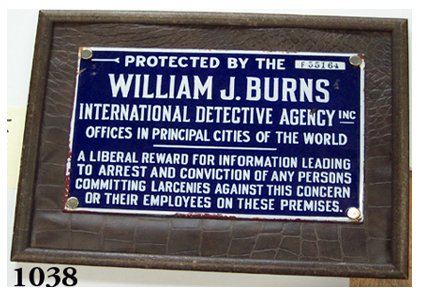 PROTECTED BY THE F55164
WILLIAM J. BURNS
INTERNATIONAL DETECTIVE AGENCY INC
OFFICES IN PRINCIPAL CITIES OF THE WORLD
A LIBERAL REWARD FOR INFORMATION LEADING
TO ARREST AND CONVICTION OF ANY PERSONS
COMMITTING LARCENIES AGAINST THIS CONCERN
OR THEIR EMPLOYEES ON THESE PREMISES.
1038